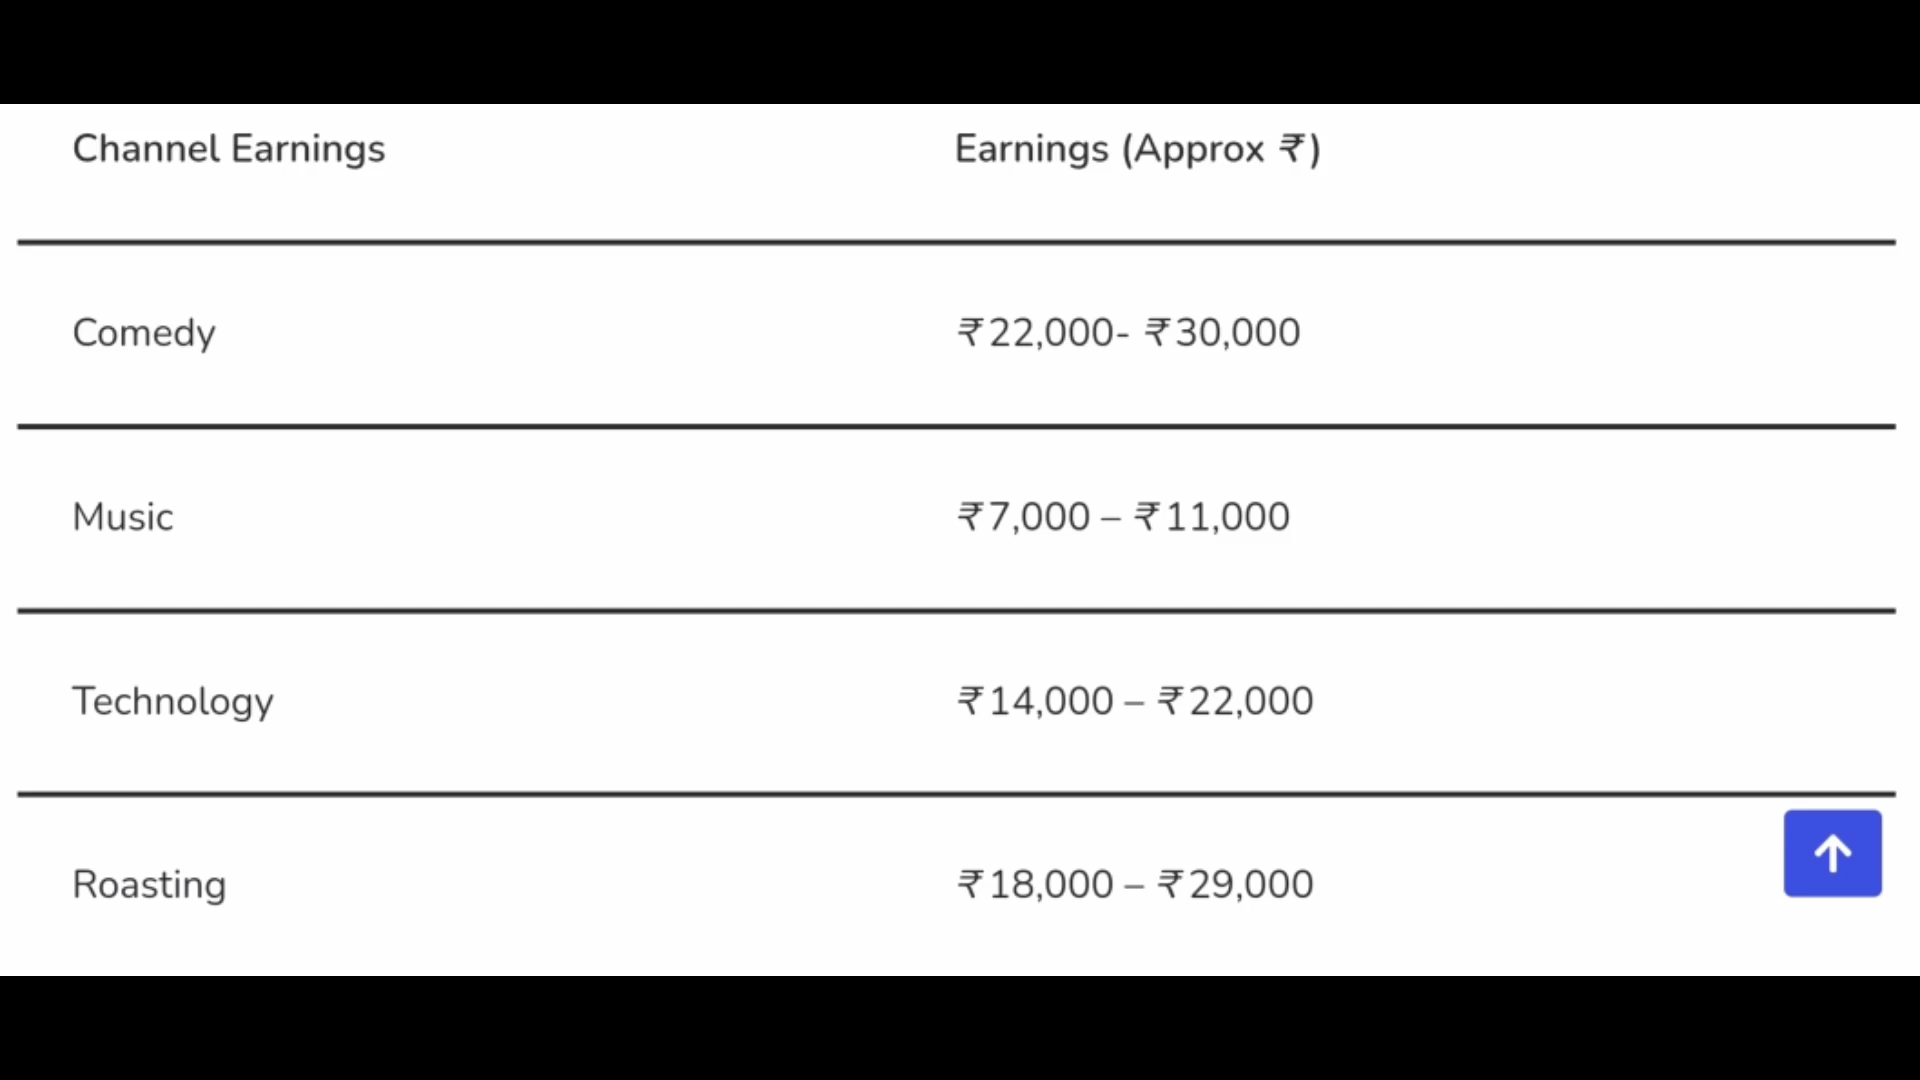 Channel Earnings Earnings (Approx ₹)
Comedy ₹22,000- ₹30,000
Music ₹7,000 – ₹11,000
Technology ₹14,000 – ₹22,000
Roasting ₹18,000 – ₹29,000